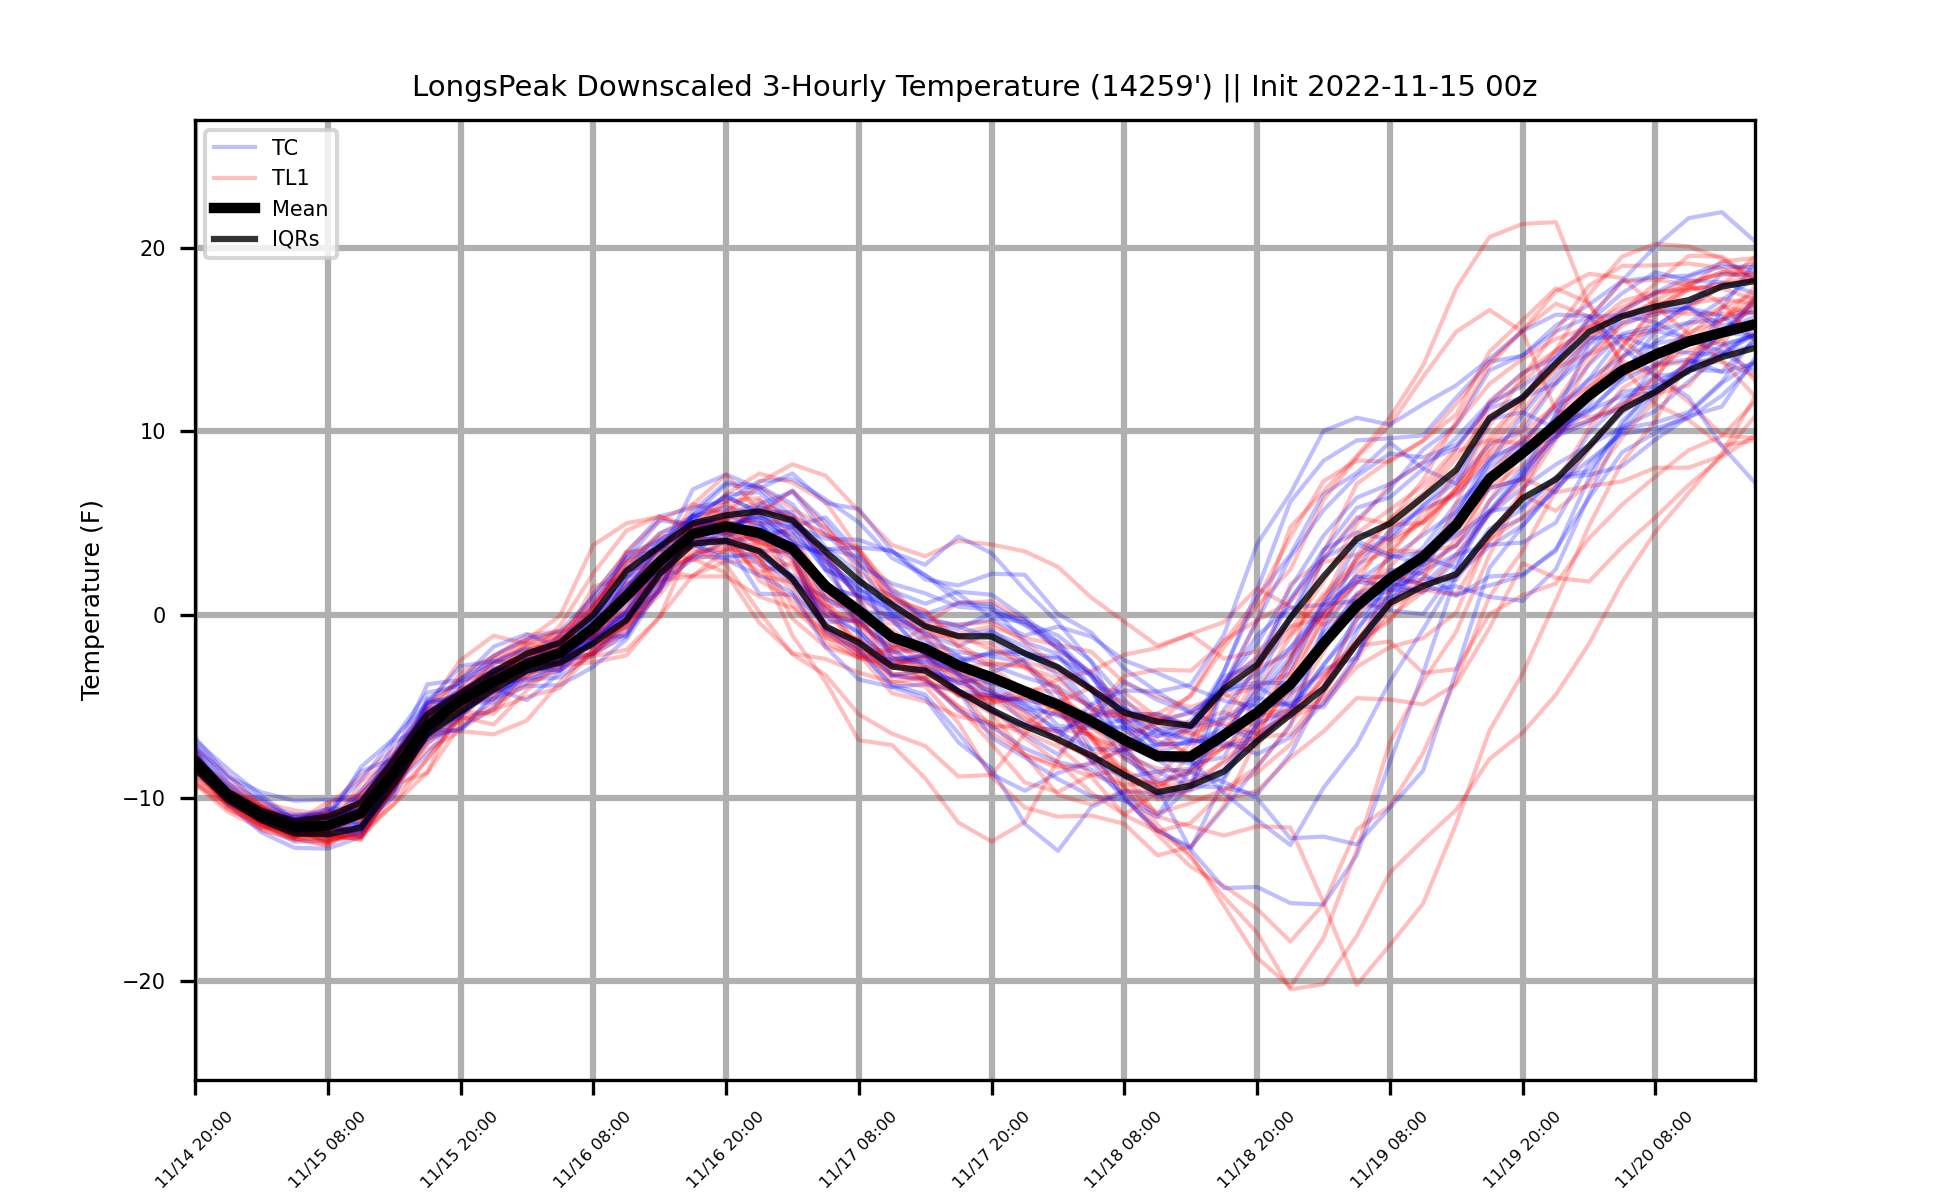 LongsPeak Downscaled 3-Hourly Temperature (14259') || Init 2022-11-15 00z
TC
TL1
Mean
IQRs
Temperature (F)
20
10
0
−10
−20
11/14 20:00
11/15 08:00
11/15 20:00
11/16 08:00
11/16 20:00
11/17 08:00
11/17 20:00
11/18 08:00
11/18 20:00
11/19 08:00
11/19 20:00
11/20 08:00